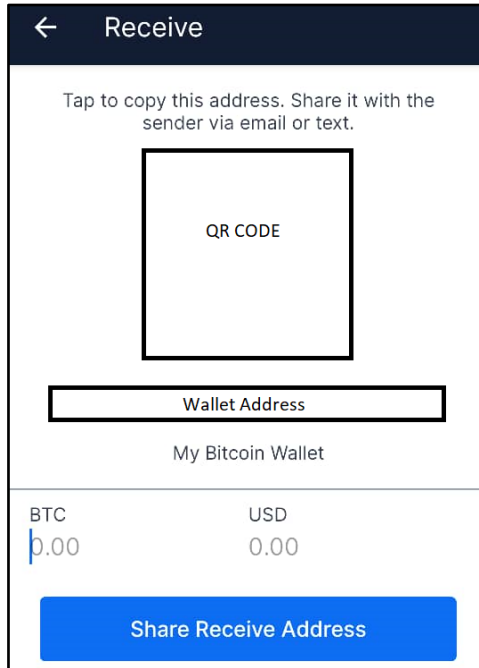 Receive
Tap to copy this address. Share it with the
sender via email or text.
QR CODE
Wallet Address
My Bitcoin Wallet
BTC USD
0.00 0.00
Share Receive Address